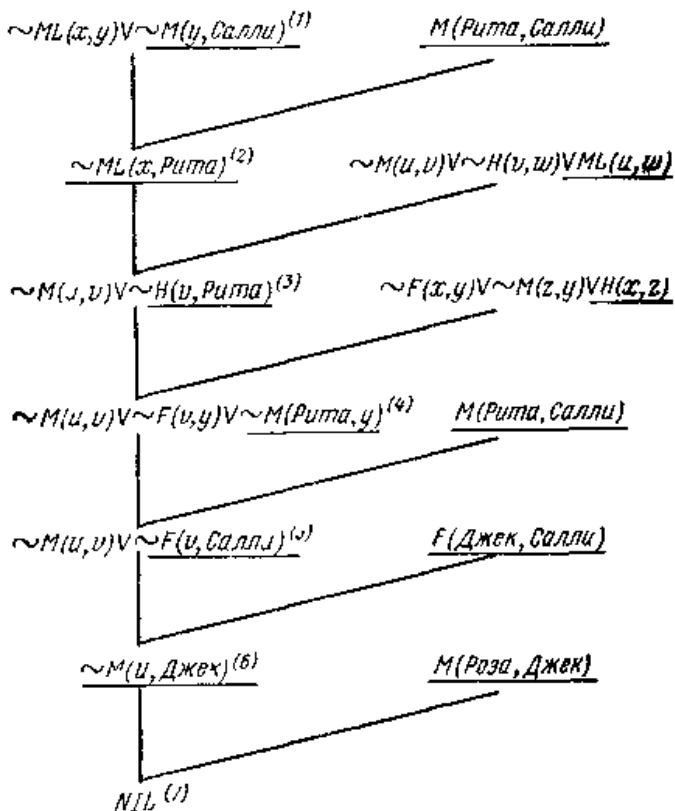 ~ML(x,y)V~M(y,Салли)⁽¹⁾ M(Рита,Салли)
~ML(x,Рита)⁽²⁾ ~M(u,v)V~H(v,w)VML(u,w)
~M(u,v)V~H(v,Рита)⁽³⁾ ~F(x,y)V~M(z,y)VH(x,z)
~M(u,v)V~F(v,y)V~M(Рита,y)⁽⁴⁾ M(Рита,Салли)
~M(u,v)V~F(v,Салли)⁽⁵⁾ F(Джек,Салли)
~M(u,Джек)⁽⁶⁾ M(Роза,Джек)
NIL⁽⁷⁾